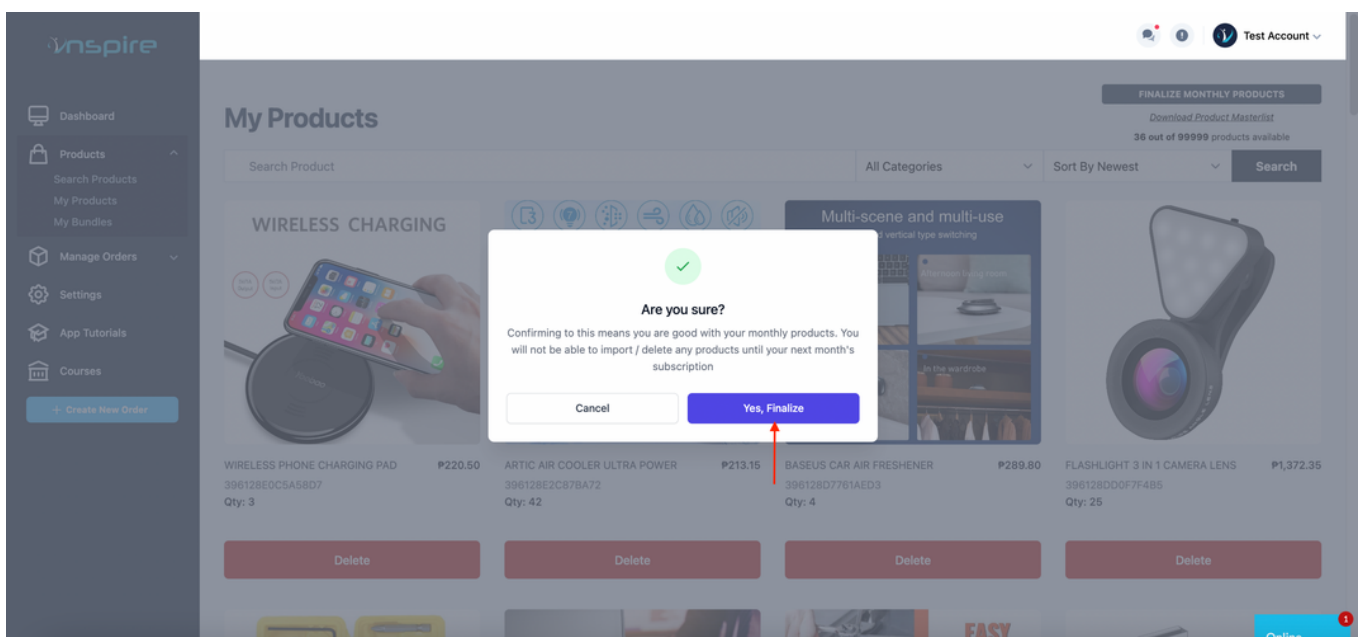 ınspire
Test Account
Dashboard
Products
Search Products
My Products
My Bundles
Manage Orders
Settings
App Tutorials
Courses
+ Create New Order
My Products
FINALIZE MONTHLY PRODUCTS
Download Product Masterlist
36 out of 99999 products available
Search Product
All Categories
Sort By Newest
Search
WIRELESS CHARGING
Multi-scene and multi-use
vertical type switching
In the wardrobe
Are you sure?
Confirming to this means you are good with your monthly products. You
will not be able to import / delete any products until your next month's
subscription
Cancel
Yes, Finalize
WIRELESS PHONE CHARGING PAD ₱220.50
396128E0C5A58D7
Qty: 3
Delete
ARTIC AIR COOLER ULTRA POWER ₱213.15
396128E2C87BA72
Qty: 42
Delete
BASEUS CAR AIR FRESHENER ₱289.80
396128D7761AED3
Qty: 4
Delete
FLASHLIGHT 3 IN 1 CAMERA LENS ₱1,372.35
396128DD0F7F4B5
Qty: 25
Delete
EASY
Online
1